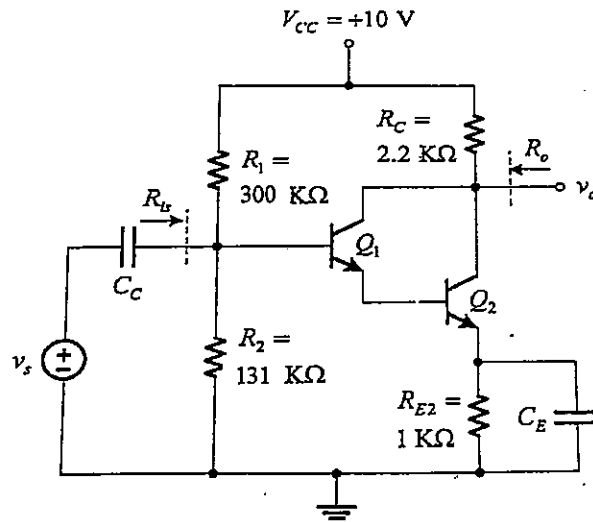 V_CC = +10 V
R_C =
2.2 KΩ
R_o
v_o
R_1 =
300 KΩ
R_is
Q_1
C_C
Q_2
v_s
+
−
R_2 =
131 KΩ
R_E2 =
1 KΩ
C_E